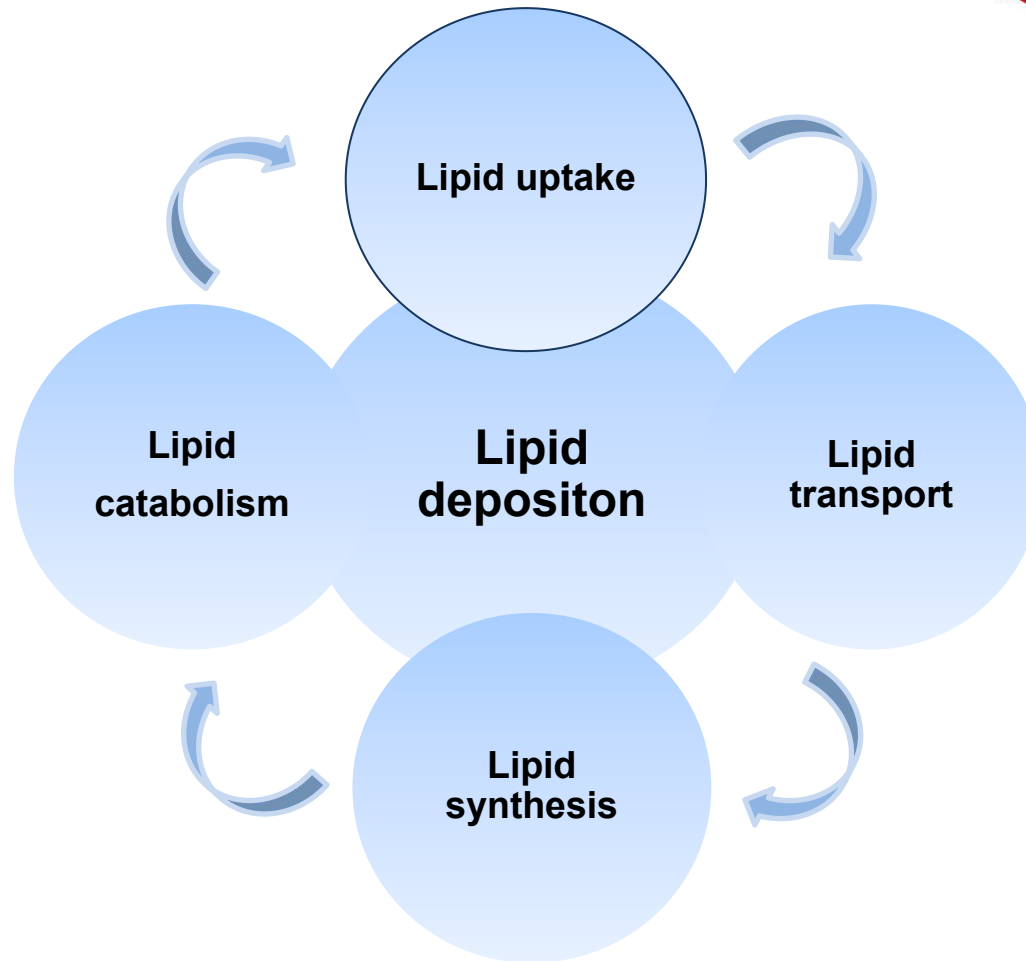 Lipid uptake
Lipid
catabolism
Lipid
depositon
Lipid
transport
Lipid
synthesis